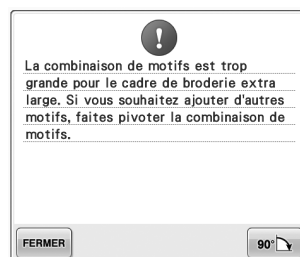 La combinaison de motifs est trop
grande pour le cadre de broderie extra
large. Si vous souhaitez ajouter d'autres
motifs, faites pivoter la combinaison de
motifs.
FERMER 90°